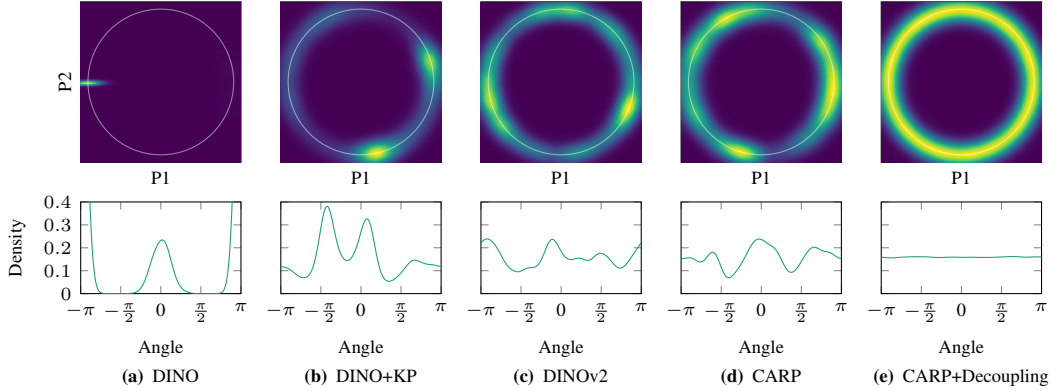 P2
P1 P1 P1 P1 P1
Density
0.4
0.3
0.2
0.1
0
−π −π/2 0 π/2 π −π −π/2 0 π/2 π −π −π/2 0 π/2 π −π −π/2 0 π/2 π −π −π/2 0 π/2 π
Angle Angle Angle Angle Angle
(a) DINO (b) DINO+KP (c) DINOv2 (d) CARP (e) CARP+Decoupling